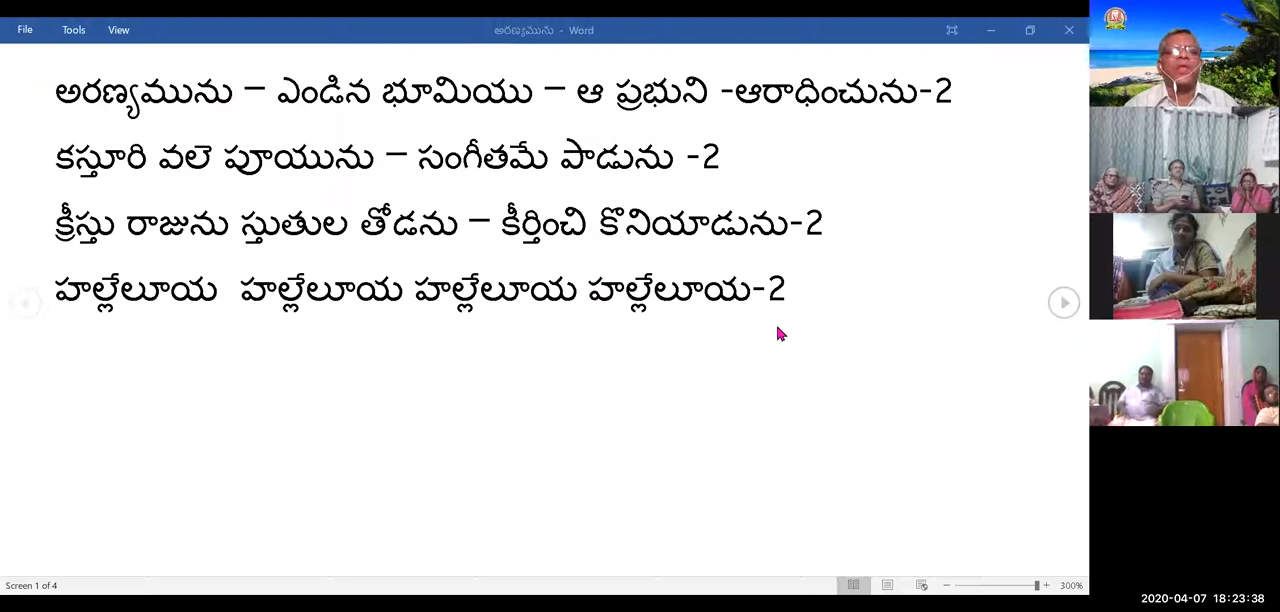 File Tools View అరణ్యమును - Word
అరణ్యమును – ఎండిన భూమియు – ఆ ప్రభుని -ఆరాధించును-2
కస్తూరి వలె పూయును – సంగీతమే పాడును -2
క్రీస్తు రాజును స్తుతుల తోడను – కీర్తించి కొనియాడును-2
హల్లేలూయ హల్లేలూయ హల్లేలూయ హల్లేలూయ-2
Screen 1 of 4 300%
2020-04-07 18:23:38